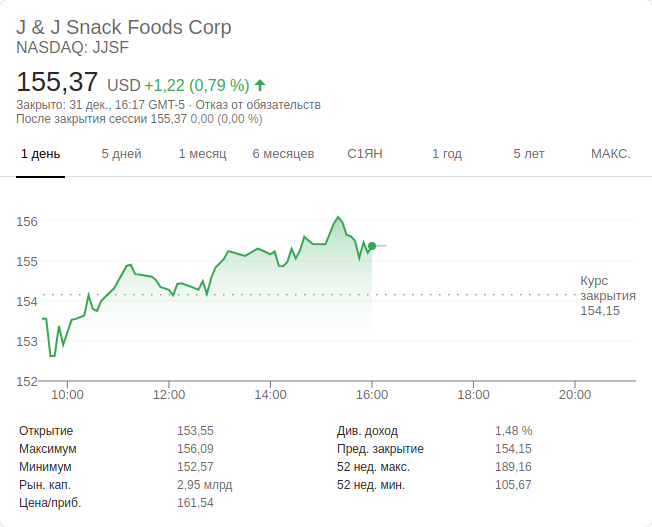 J & J Snack Foods Corp
NASDAQ: JJSF
155,37 USD +1,22 (0,79 %)
Закрыто: 31 дек., 16:17 GMT-5 · Отказ от обязательств
После закрытия сессии 155,37 0,00 (0,00 %)
1 день 5 дней 1 месяц 6 месяцев С1ЯН 1 год 5 лет МАКС.
156
155
154
153
152
Курс
закрытия
154,15
10:00 12:00 14:00 16:00 18:00 20:00
Открытие 153,55 Див. доход 1,48 %
Максимум 156,09 Пред. закрытие 154,15
Минимум 152,57 52 нед. макс. 189,16
Рын. кап. 2,95 млрд 52 нед. мин. 105,67
Цена/приб. 161,54